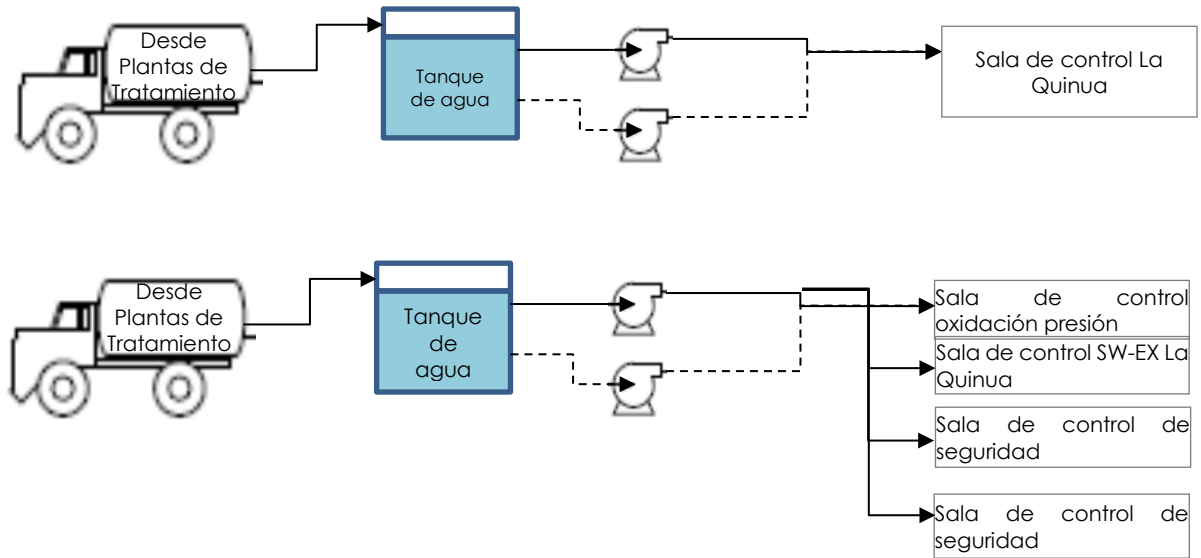 Desde
Plantas de
Tratamiento
Tanque
de agua
Sala de control La
Quinua
Desde
Plantas de
Tratamiento
Tanque
de
agua
Sala de control
oxidación presión
Sala de control SW-EX La
Quinua
Sala de control de
seguridad
Sala de control de
seguridad